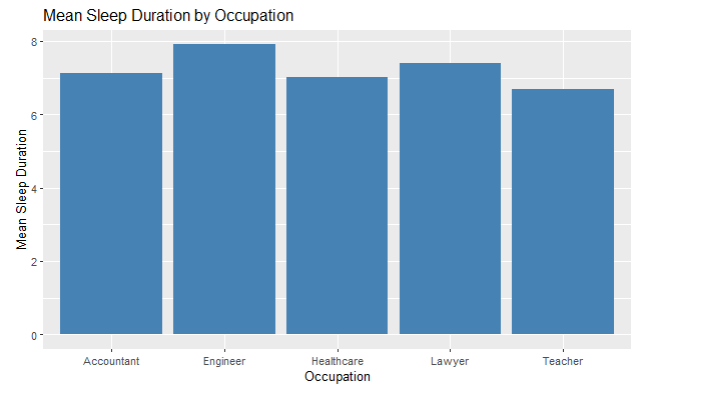 Mean Sleep Duration by Occupation
Mean Sleep Duration
8
6
4
2
0
Accountant Engineer Healthcare Lawyer Teacher
Occupation